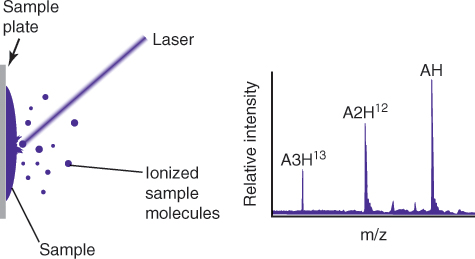 Sample
plate
Laser
Ionized
sample
molecules
Sample
Relative intensity
A3H13
A2H12
AH
m/z